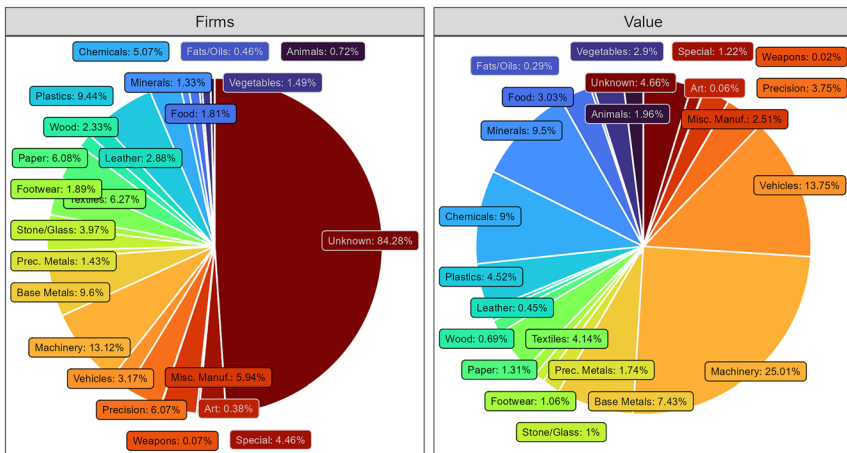 Firms
Chemicals: 5.07%
Fats/Oils: 0.46%
Animals: 0.72%
Minerals: 1.33%
Vegetables: 1.49%
Plastics: 9.44%
Food: 1.81%
Wood: 2.33%
Paper: 6.08%
Leather: 2.88%
Footwear: 1.89%
Textiles: 6.27%
Stone/Glass: 3.97%
Unknown: 84.28%
Prec. Metals: 1.43%
Base Metals: 9.6%
Machinery: 13.12%
Vehicles: 3.17%
Misc. Manuf.: 5.94%
Precision: 6.07%
Art: 0.38%
Weapons: 0.07%
Special: 4.46%
Value
Vegetables: 2.9%
Special: 1.22%
Weapons: 0.02%
Fats/Oils: 0.29%
Unknown: 4.66%
Art: 0.06%
Precision: 3.75%
Food: 3.03%
Animals: 1.96%
Misc. Manuf.: 2.51%
Minerals: 9.5%
Vehicles: 13.75%
Chemicals: 9%
Plastics: 4.52%
Leather: 0.45%
Wood: 0.69%
Textiles: 4.14%
Paper: 1.31%
Prec. Metals: 1.74%
Machinery: 25.01%
Footwear: 1.06%
Base Metals: 7.43%
Stone/Glass: 1%